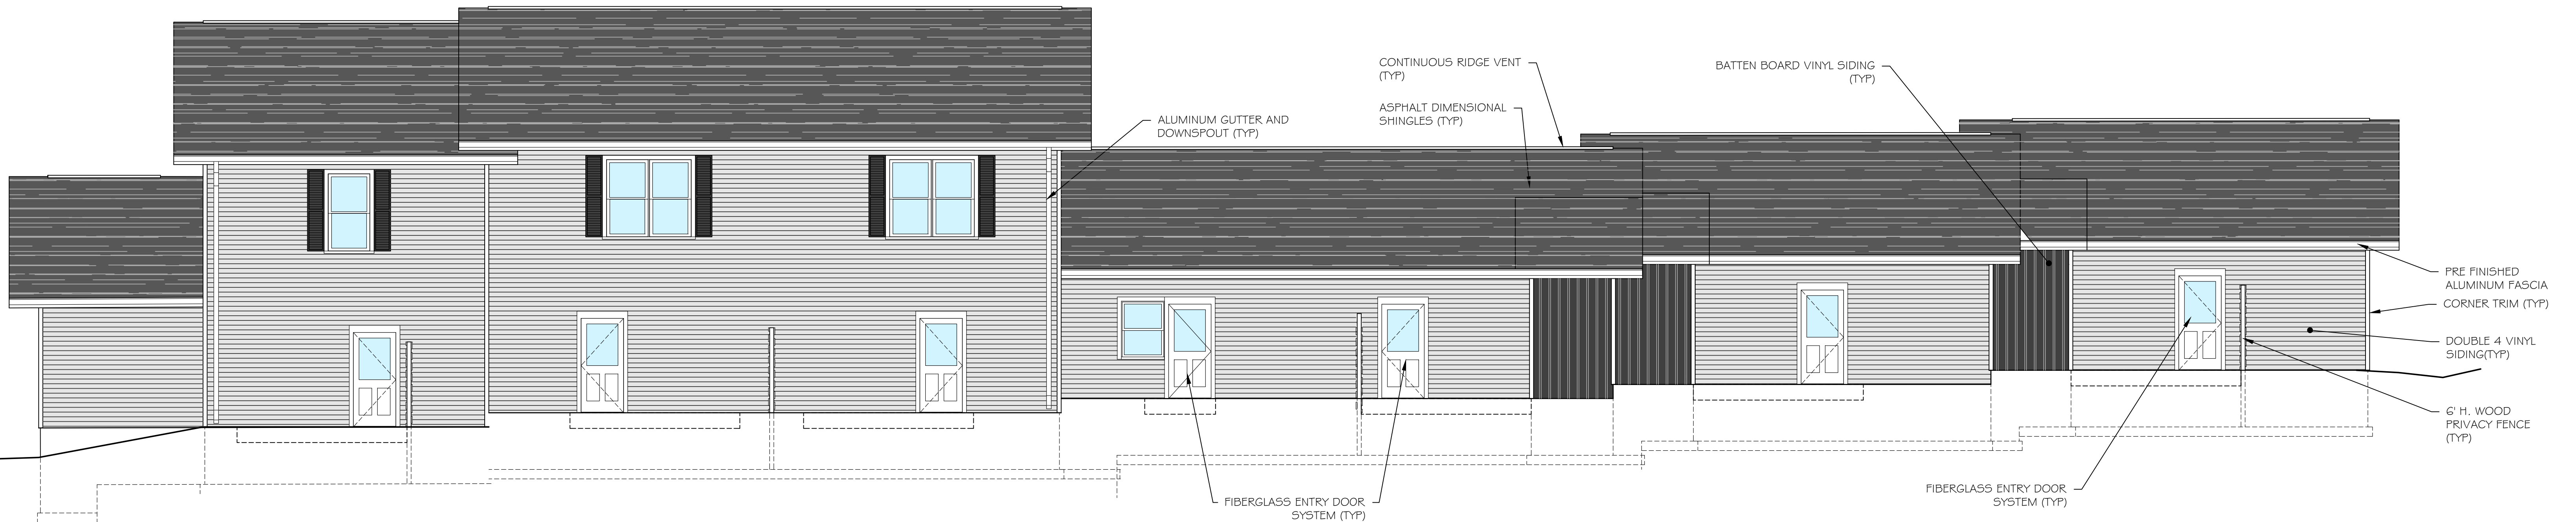 CONTINUOUS RIDGE VENT
(TYP)
BATTEN BOARD VINYL SIDING
(TYP)
ASPHALT DIMENSIONAL
SHINGLES (TYP)
ALUMINUM GUTTER AND
DOWNSPOUT (TYP)
PRE FINISHED
ALUMINUM FASCIA
CORNER TRIM (TYP)
DOUBLE 4 VINYL
SIDING(TYP)
6' H. WOOD
PRIVACY FENCE
(TYP)
FIBERGLASS ENTRY DOOR
SYSTEM (TYP)
FIBERGLASS ENTRY DOOR
SYSTEM (TYP)